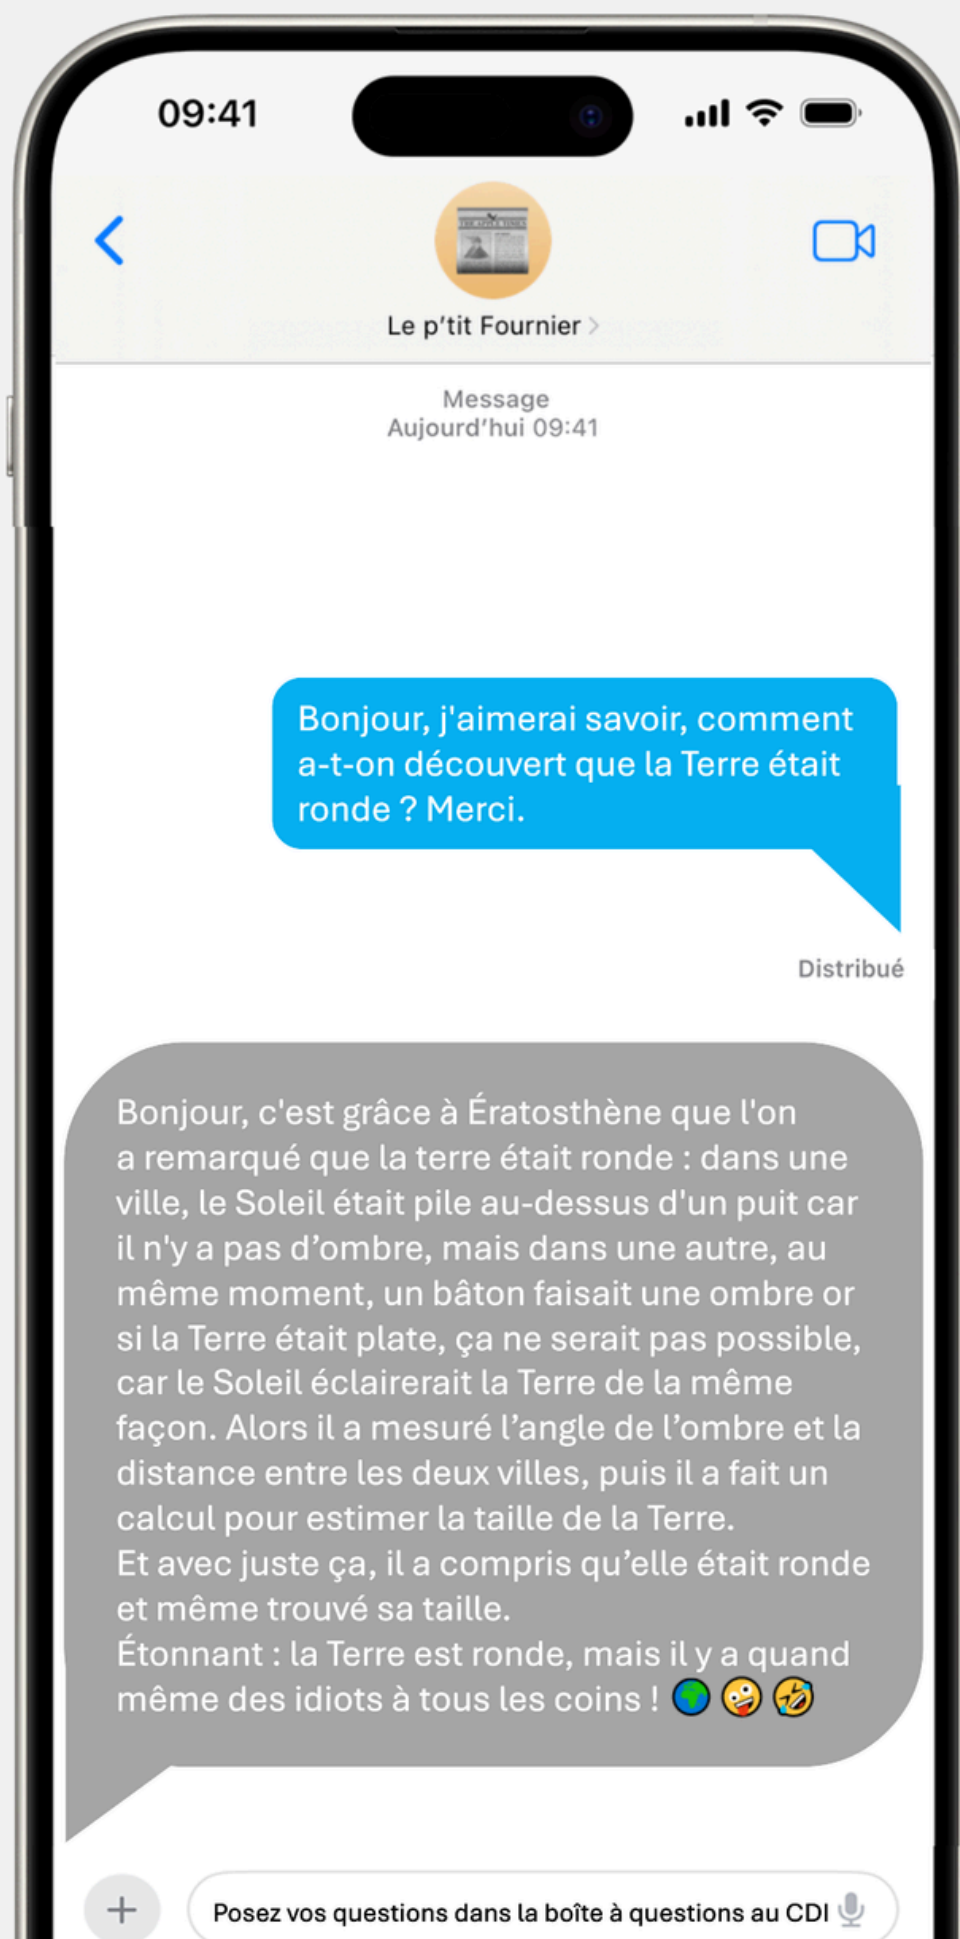 09:41
THE APPLE TIMES
Le p'tit Fournier >
Message
Aujourd'hui 09:41
Bonjour, j'aimerai savoir, comment
a-t-on découvert que la Terre était
ronde ? Merci.
Distribué
Bonjour, c'est grâce à Ératosthène que l'on
a remarqué que la terre était ronde : dans une
ville, le Soleil était pile au-dessus d'un puit car
il n'y a pas d’ombre, mais dans une autre, au
même moment, un bâton faisait une ombre or
si la Terre était plate, ça ne serait pas possible,
car le Soleil éclairerait la Terre de la même
façon. Alors il a mesuré l’angle de l’ombre et la
distance entre les deux villes, puis il a fait un
calcul pour estimer la taille de la Terre.
Et avec juste ça, il a compris qu’elle était ronde
et même trouvé sa taille.
Étonnant : la Terre est ronde, mais il y a quand
même des idiots à tous les coins ! 🌍 🤪 🤣
Posez vos questions dans la boîte à questions au CDI